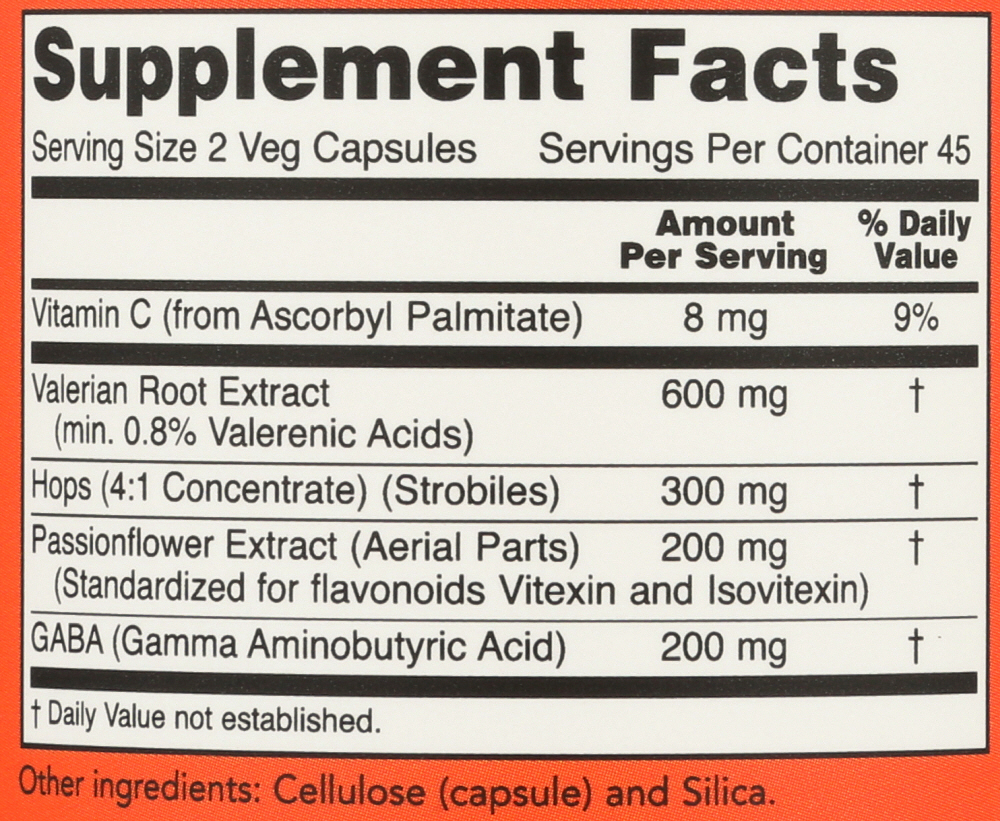 Supplement Facts
Serving Size 2 Veg Capsules Servings Per Container 45
Amount Per Serving % Daily Value
Vitamin C (from Ascorbyl Palmitate) 8 mg 9%
Valerian Root Extract 600 mg †
(min. 0.8% Valerenic Acids)
Hops (4:1 Concentrate) (Strobiles) 300 mg †
Passionflower Extract (Aerial Parts) 200 mg †
(Standardized for flavonoids Vitexin and Isovitexin)
GABA (Gamma Aminobutyric Acid) 200 mg †
† Daily Value not established.
Other ingredients: Cellulose (capsule) and Silica.